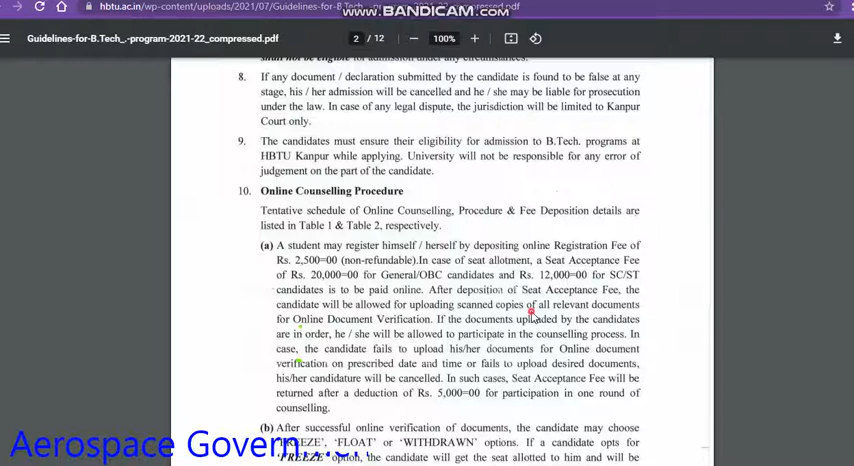 hbtu.ac.in/wp-content/uploads/2021/07/Guidelines-for-B.Tech_.-program-2021-22_compressed.pdf
www.BANDICAM.com
Guidelines-for-B.Tech_.-program-2021-22_compressed.pdf
2 / 12
100%
shall not be eligible for admission under any circumstances.
8. If any document / declaration submitted by the candidate is found to be false at any
stage, his / her admission will be cancelled and he / she may be liable for prosecution
under the law. In case of any legal dispute, the jurisdiction will be limited to Kanpur
Court only.
9. The candidates must ensure their eligibility for admission to B.Tech. programs at
HBTU Kanpur while applying. University will not be responsible for any error of
judgement on the part of the candidate.
10. Online Counselling Procedure
Tentative schedule of Online Counselling, Procedure & Fee Deposition details are
listed in Table 1 & Table 2, respectively.
(a) A student may register himself / herself by depositing online Registration Fee of
Rs. 2,500=00 (non-refundable).In case of seat allotment, a Seat Acceptance Fee
of Rs. 20,000=00 for General/OBC candidates and Rs. 12,000=00 for SC/ST
candidates is to be paid online. After deposition of Seat Acceptance Fee, the
candidate will be allowed for uploading scanned copies of all relevant documents
for Online Document Verification. If the documents uploaded by the candidates
are in order, he / she will be allowed to participate in the counselling process. In
case, the candidate fails to upload his/her documents for Online document
verification on prescribed date and time or fails to upload desired documents,
his/her candidature will be cancelled. In such cases, Seat Acceptance Fee will be
returned after a deduction of Rs. 5,000=00 for participation in one round of
counselling.
(b) After successful online verification of documents, the candidate may choose
'FREEZE', 'FLOAT' or 'WITHDRAWN' options. If a candidate opts for
'FREEZE' option, the candidate will get the seat allotted to him and will be
Aerospace Govern